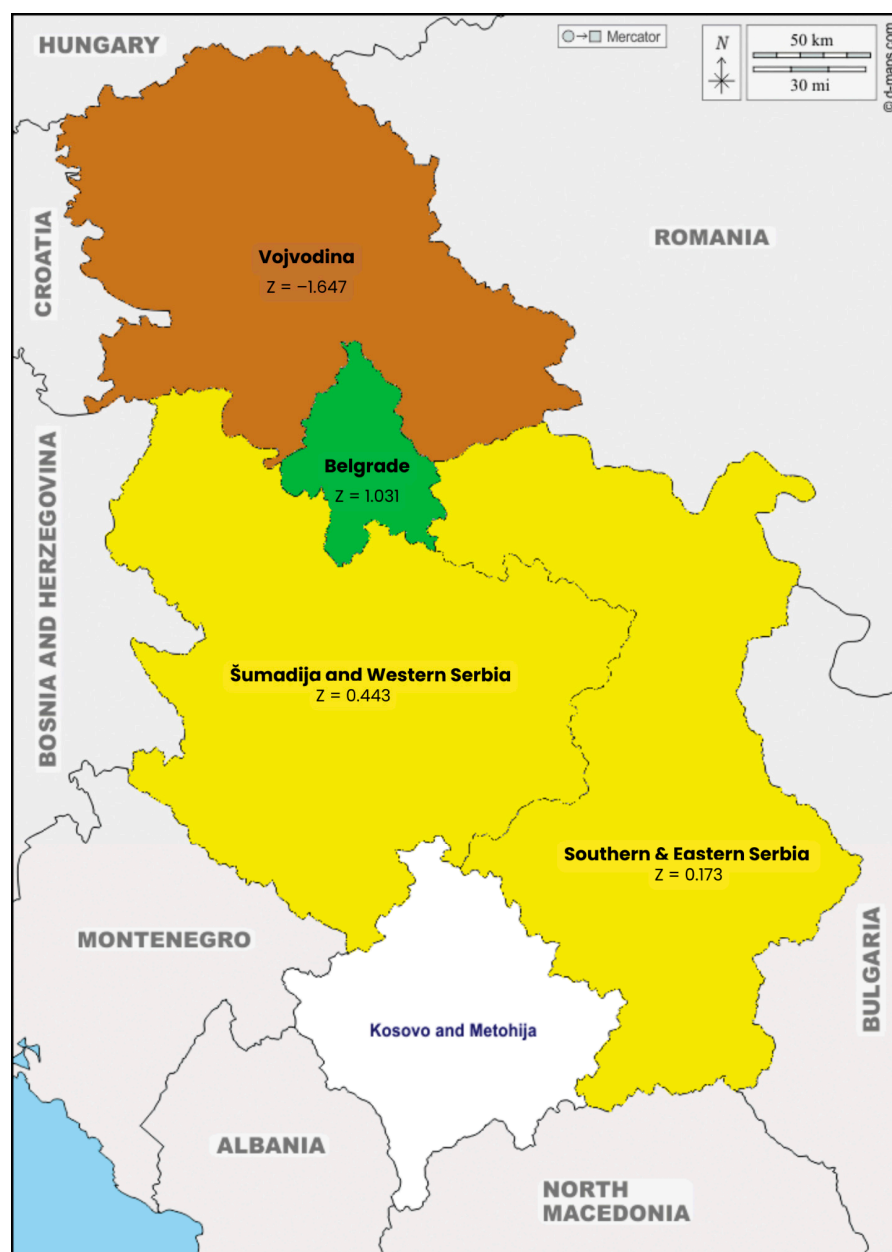 HUNGARY
Mercator
N
50 km
30 mi
© d-maps.com
CROATIA
ROMANIA
Vojvodina
Z = –1.647
Belgrade
Z = 1.031
BOSNIA AND HERZEGOVINA
Šumadija and Western Serbia
Z = 0.443
Southern & Eastern Serbia
Z = 0.173
MONTENEGRO
BULGARIA
Kosovo and Metohija
ALBANIA
NORTH
MACEDONIA